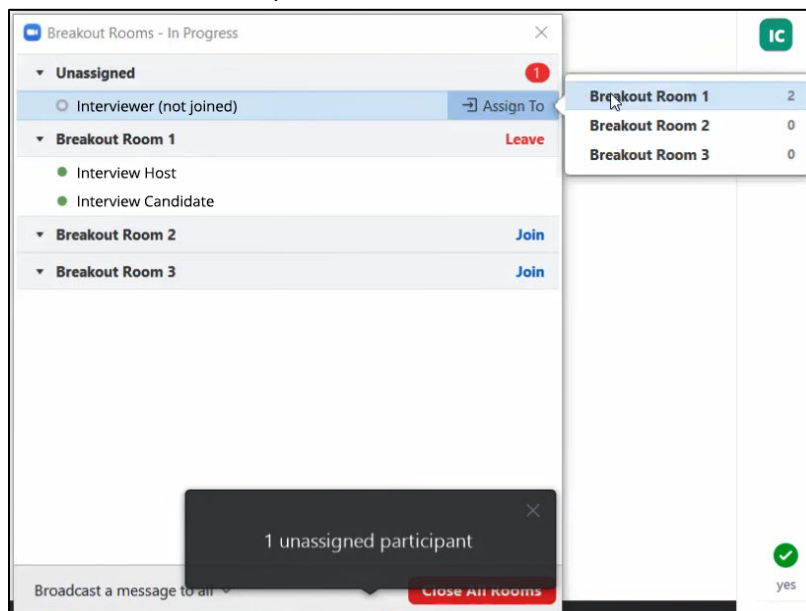 Breakout Rooms - In Progress
IC
Unassigned 1
Interviewer (not joined) Assign To
Breakout Room 1 2
Breakout Room 2 0
Breakout Room 3 0
Breakout Room 1 Leave
Interview Host
Interview Candidate
Breakout Room 2 Join
Breakout Room 3 Join
1 unassigned participant
Broadcast a message to all Close All Rooms
yes